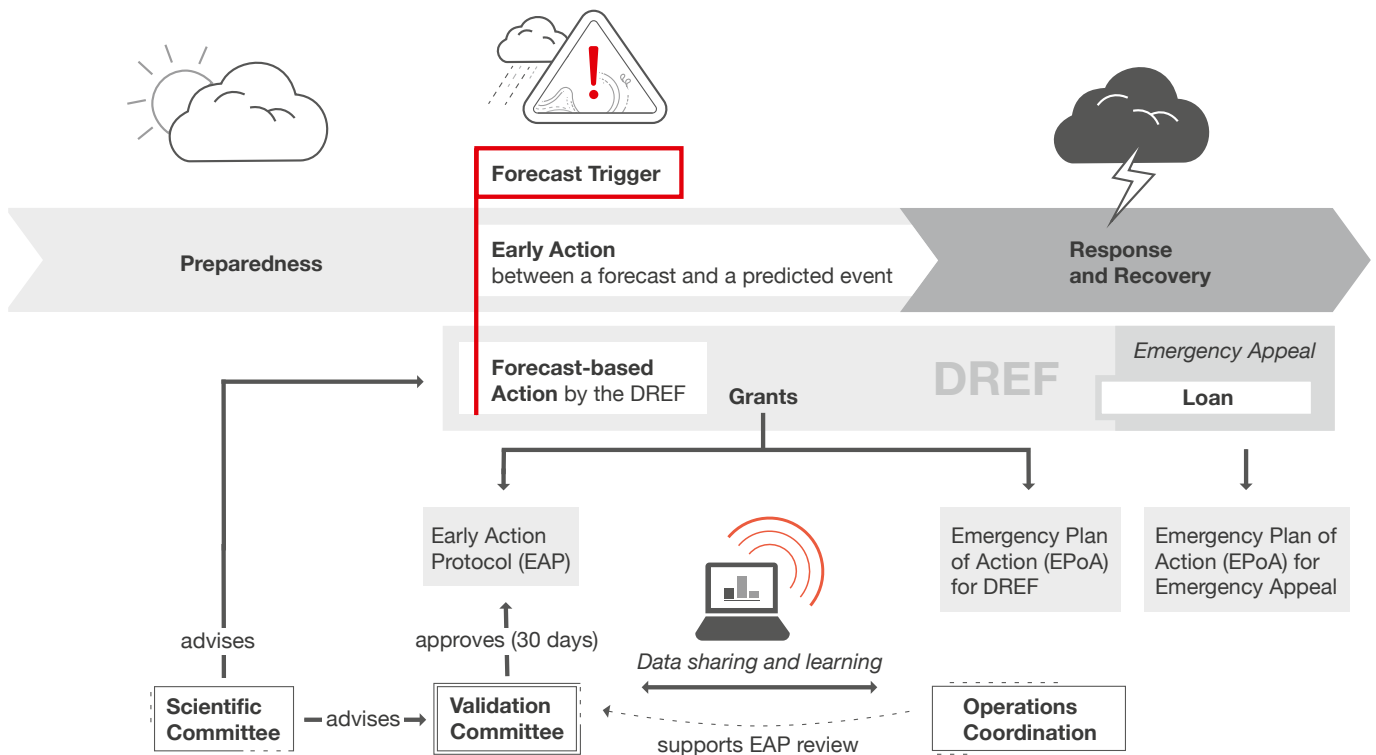 !
Forecast Trigger
Preparedness
Early Action
between a forecast and a predicted event
Response
and Recovery
Forecast-based
Action by the DREF
Grants
DREF
Emergency Appeal
Loan
Early Action
Protocol (EAP)
Emergency Plan
of Action (EPoA)
for DREF
Emergency Plan of
Action (EPoA) for
Emergency Appeal
advises
approves (30 days)
Data sharing and learning
Scientific
Committee
advises
Validation
Committee
supports EAP review
Operations
Coordination